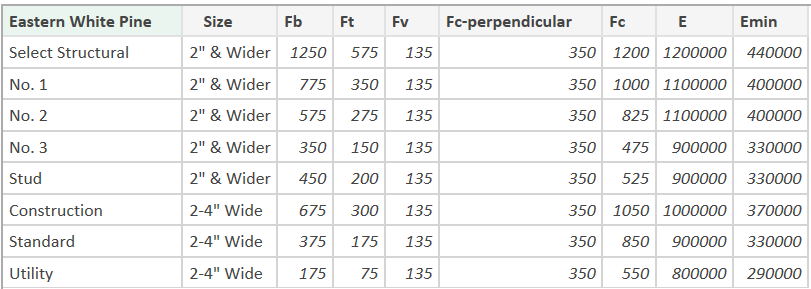 Eastern White Pine Size Fb Ft Fv Fc-perpendicular Fc E Emin
Select Structural 2" & Wider 1250 575 135 350 1200 1200000 440000
No. 1 2" & Wider 775 350 135 350 1000 1100000 400000
No. 2 2" & Wider 575 275 135 350 825 1100000 400000
No. 3 2" & Wider 350 150 135 350 475 900000 330000
Stud 2" & Wider 450 200 135 350 525 900000 330000
Construction 2-4" Wide 675 300 135 350 1050 1000000 370000
Standard 2-4" Wide 375 175 135 350 850 900000 330000
Utility 2-4" Wide 175 75 135 350 550 800000 290000